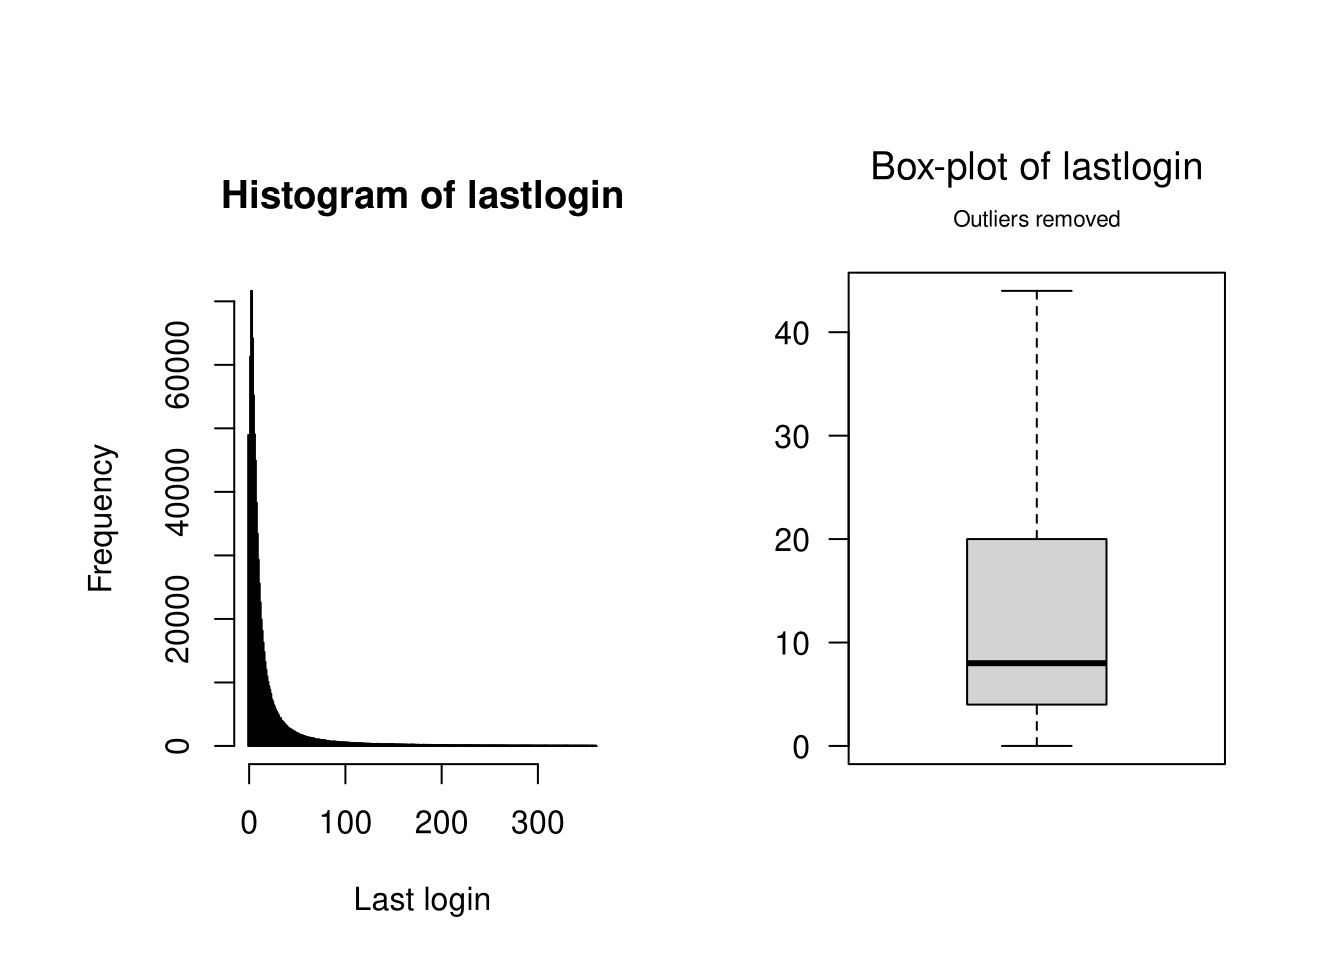 Histogram of lastlogin
Frequency
60000
40000
20000
0
0 100 200 300
Last login
Box-plot of lastlogin
Outliers removed
40
30
20
10
0